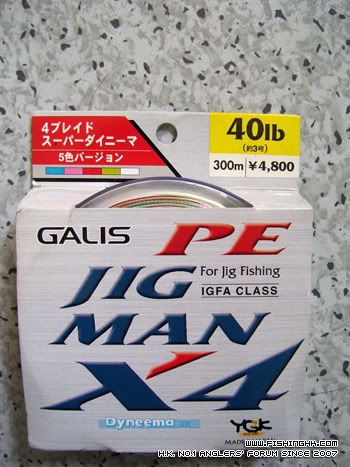 4ブレイド
スーパーダイニーマ
5色バージョン
40lb
(約3号)
300m ¥4,800
GALIS PE
JIG
For Jig Fishing
IGFA CLASS
MAN
X4
Dyneema
YGK
MADE
WWW.FISHINGHK.COM
H.K. NO.1 ANGLERS' FORUM SINCE 2007